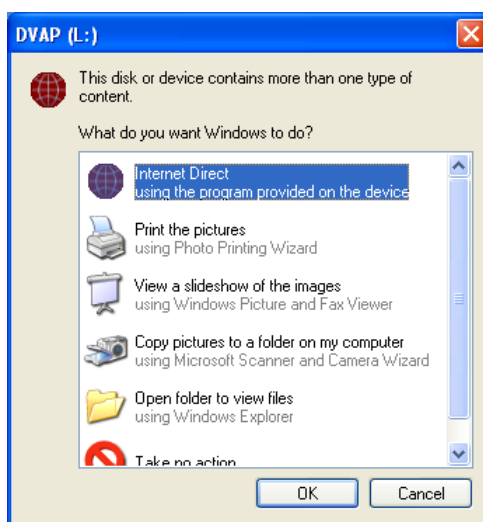 DVAP (L:)
This disk or device contains more than one type of
content.
What do you want Windows to do?
Internet Direct
using the program provided on the device
Print the pictures
using Photo Printing Wizard
View a slideshow of the images
using Windows Picture and Fax Viewer
Copy pictures to a folder on my computer
using Microsoft Scanner and Camera Wizard
Open folder to view files
using Windows Explorer
Take no action
OK
Cancel